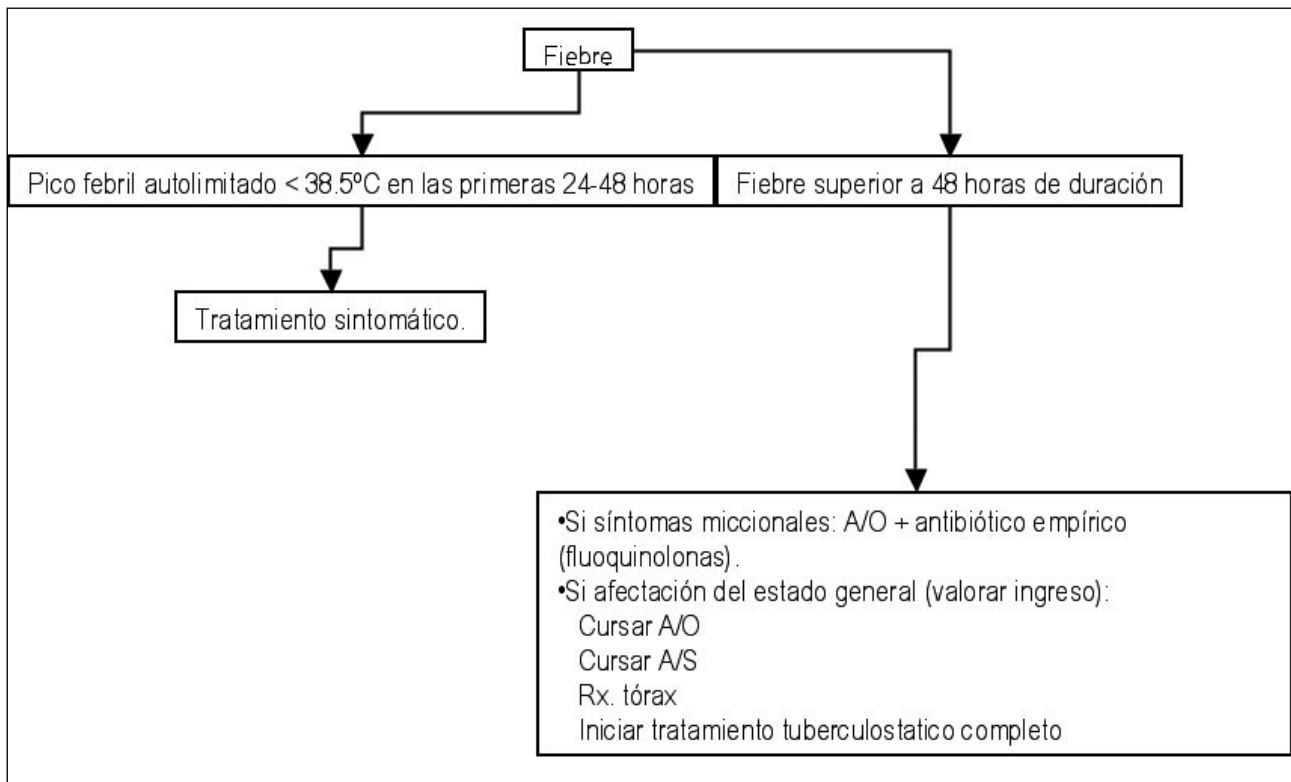 Fiebre
Pico febril autolimitado < 38.5ºC en las primeras 24-48 horas
Fiebre superior a 48 horas de duración
Tratamiento sintomático.
•Si síntomas miccionales: A/O + antibiótico empírico
(fluoquinolonas).
•Si afectación del estado general (valorar ingreso):
Cursar A/O
Cursar A/S
Rx. tórax
Iniciar tratamiento tuberculostatico completo